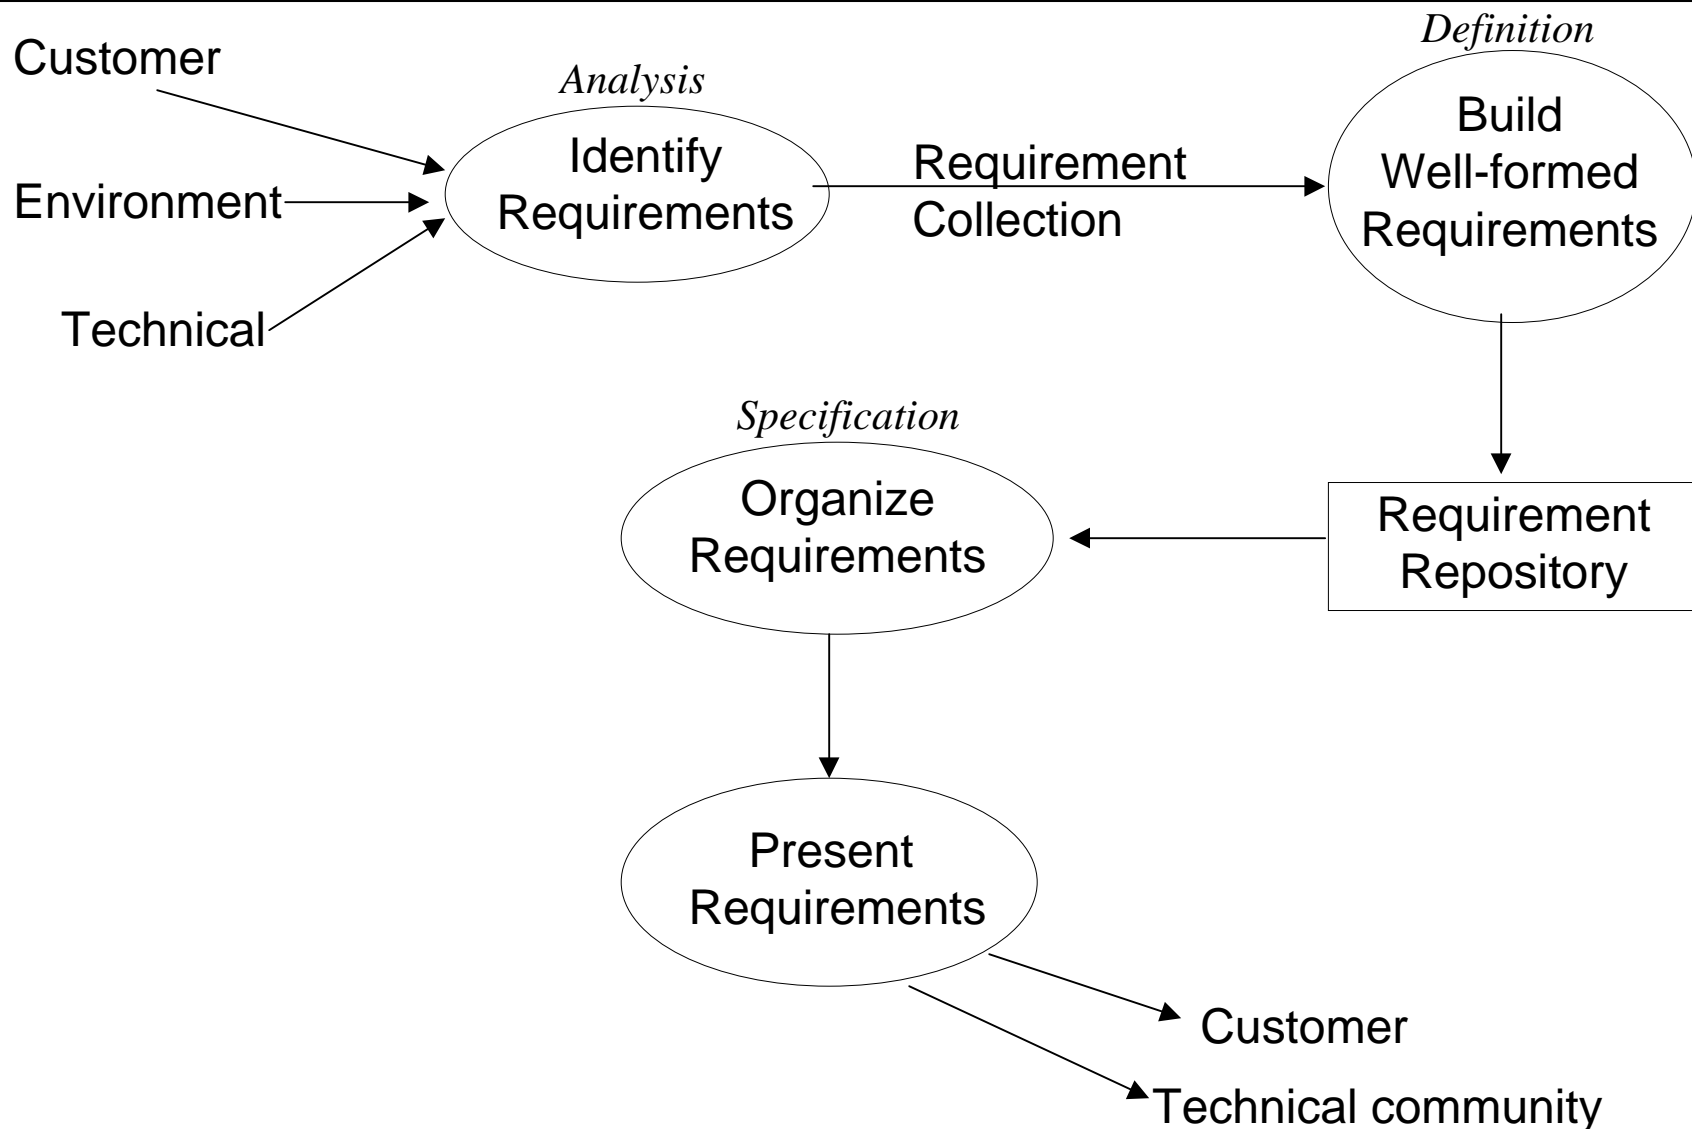 Customer
Analysis
Identify
Requirements
Environment
Technical
Requirement
Collection
Definition
Build
Well-formed
Requirements
Requirement
Repository
Specification
Organize
Requirements
Present
Requirements
Customer
Technical community